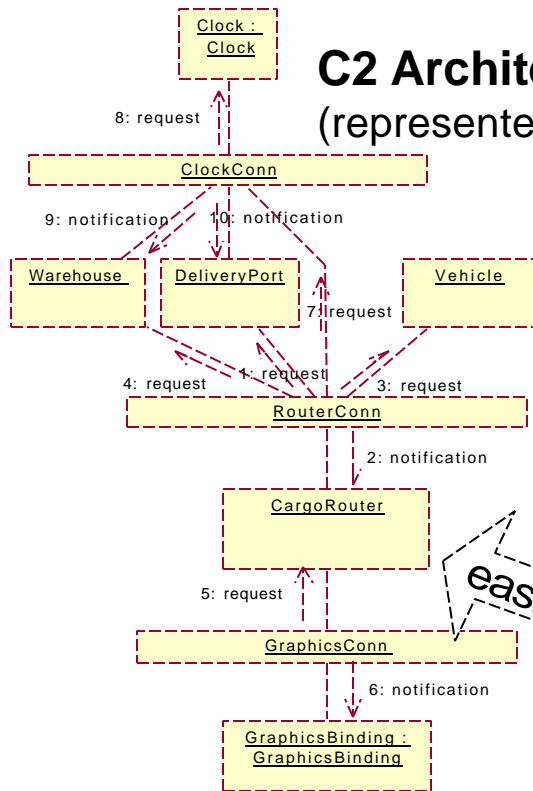 Clock :
Clock
C2 Archite
(represente
8: request
ClockConn
9: notification
10: notification
Warehouse
DeliveryPort
Vehicle
7: request
4: request
1: request
3: request
RouterConn
2: notification
CargoRouter
eas
5: request
GraphicsConn
6: notification
GraphicsBinding :
GraphicsBinding